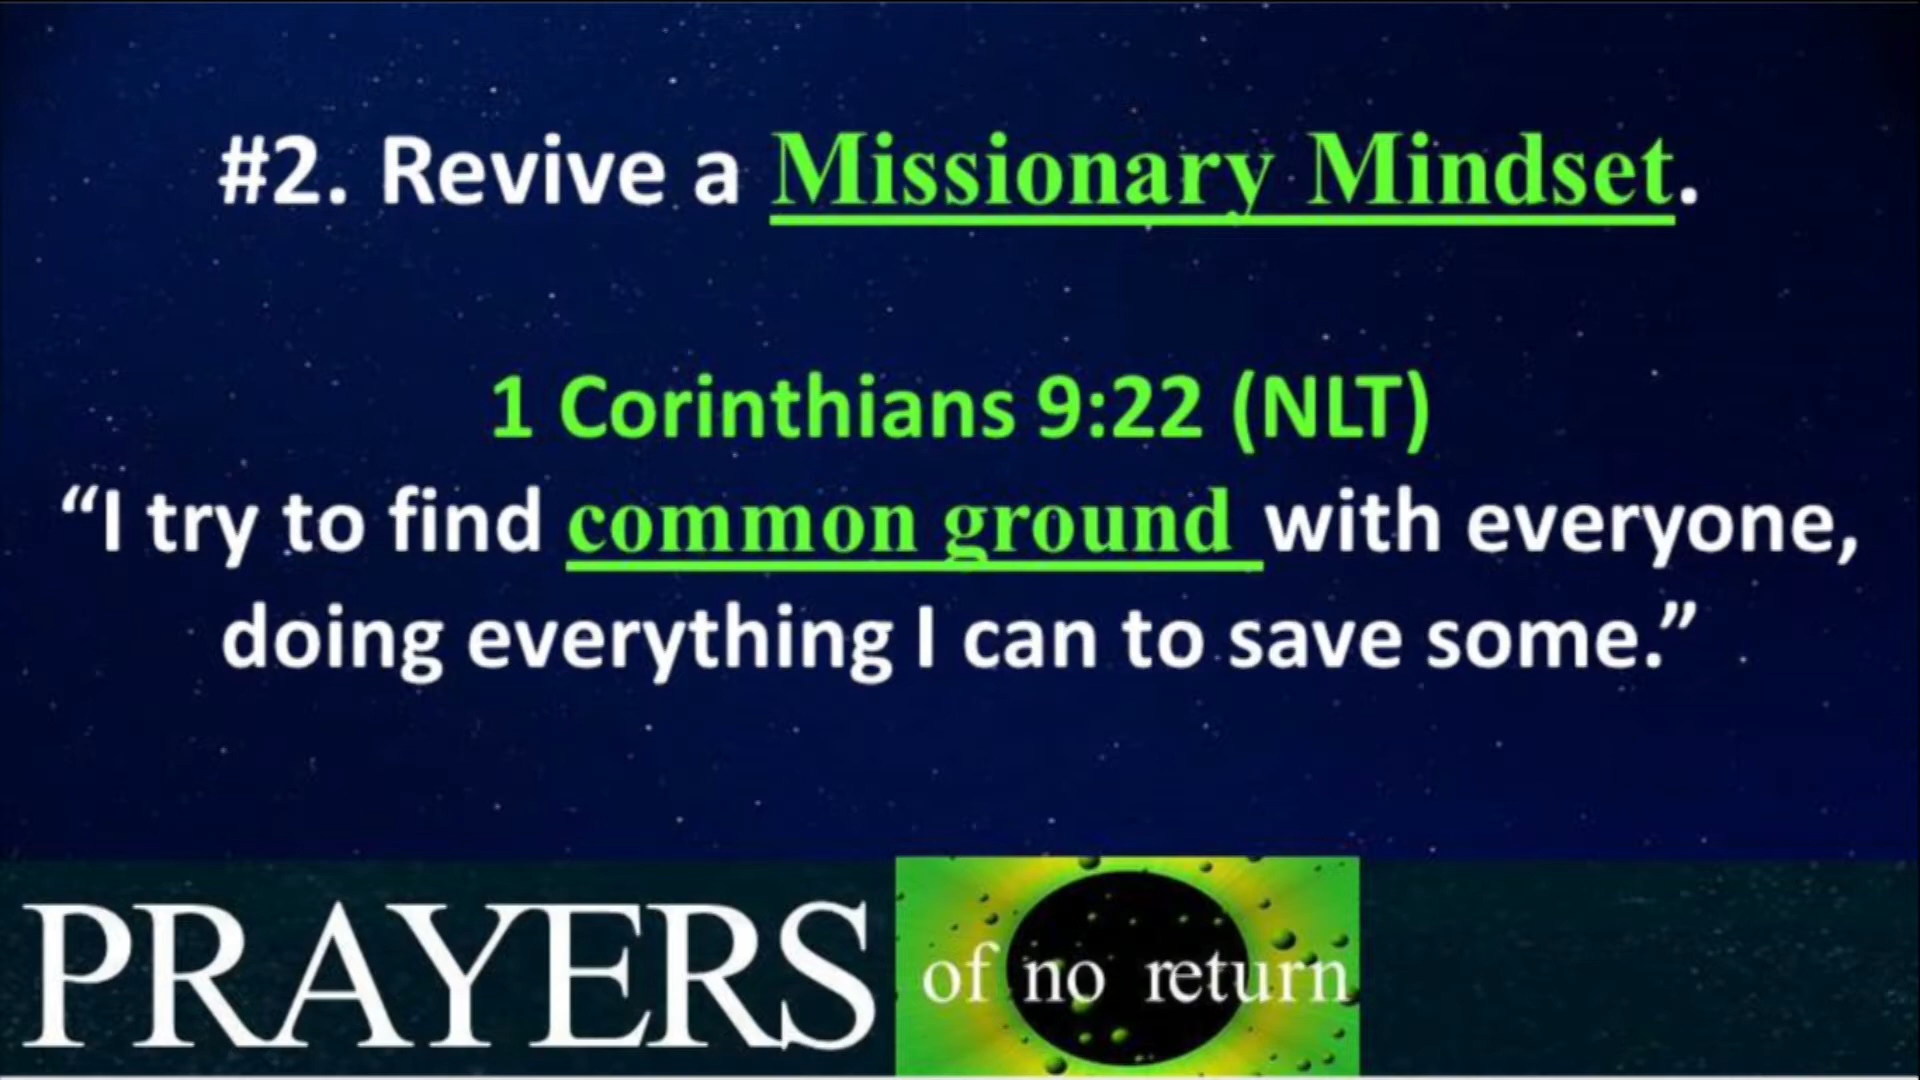 #2. Revive a Missionary Mindset.
1 Corinthians 9:22 (NLT)
“I try to find common ground with everyone,
doing everything I can to save some.”
PRAYERS of no return